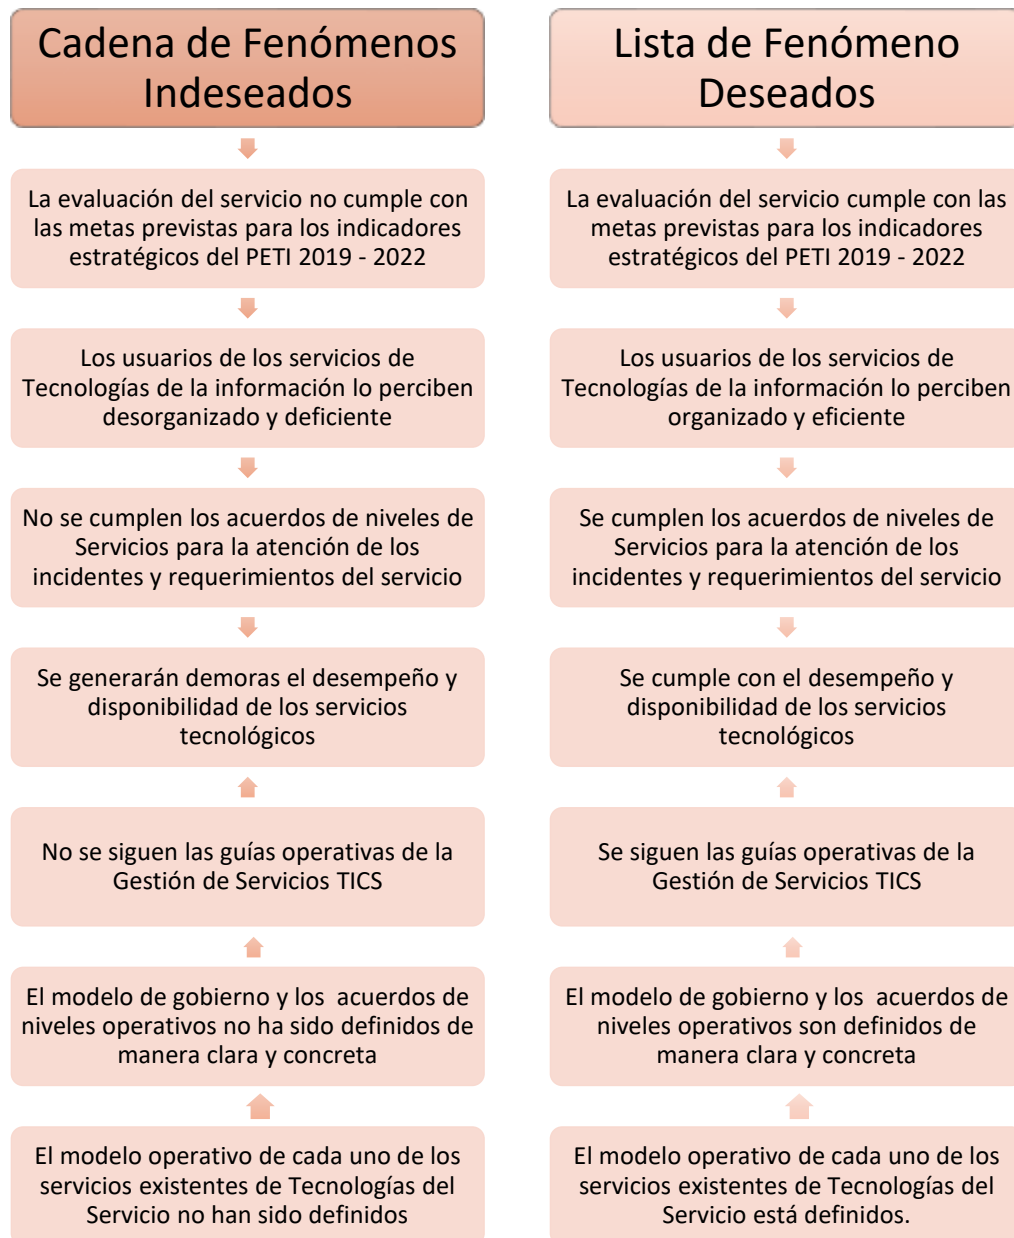 Cadena de Fenómenos
Indeseados
La evaluación del servicio no cumple con
las metas previstas para los indicadores
estratégicos del PETI 2019 - 2022
Los usuarios de los servicios de
Tecnologías de la información lo perciben
desorganizado y deficiente
No se cumplen los acuerdos de niveles de
Servicios para la atención de los
incidentes y requerimientos del servicio
Se generarán demoras el desempeño y
disponibilidad de los servicios
tecnológicos
No se siguen las guías operativas de la
Gestión de Servicios TICS
El modelo de gobierno y los  acuerdos de
niveles operativos no ha sido definidos de
manera clara y concreta
El modelo operativo de cada uno de los
servicios existentes de Tecnologías del
Servicio no han sido definidos
Lista de Fenómeno
Deseados
La evaluación del servicio cumple con las
metas previstas para los indicadores
estratégicos del PETI 2019 - 2022
Los usuarios de los servicios de
Tecnologías de la información lo perciben
organizado y eficiente
Se cumplen los acuerdos de niveles de
Servicios para la atención de los
incidentes y requerimientos del servicio
Se cumple con el desempeño y
disponibilidad de los servicios
tecnológicos
Se siguen las guías operativas de la
Gestión de Servicios TICS
El modelo de gobierno y los  acuerdos de
niveles operativos son definidos de
manera clara y concreta
El modelo operativo de cada uno de los
servicios existentes de Tecnologías del
Servicio está definidos.